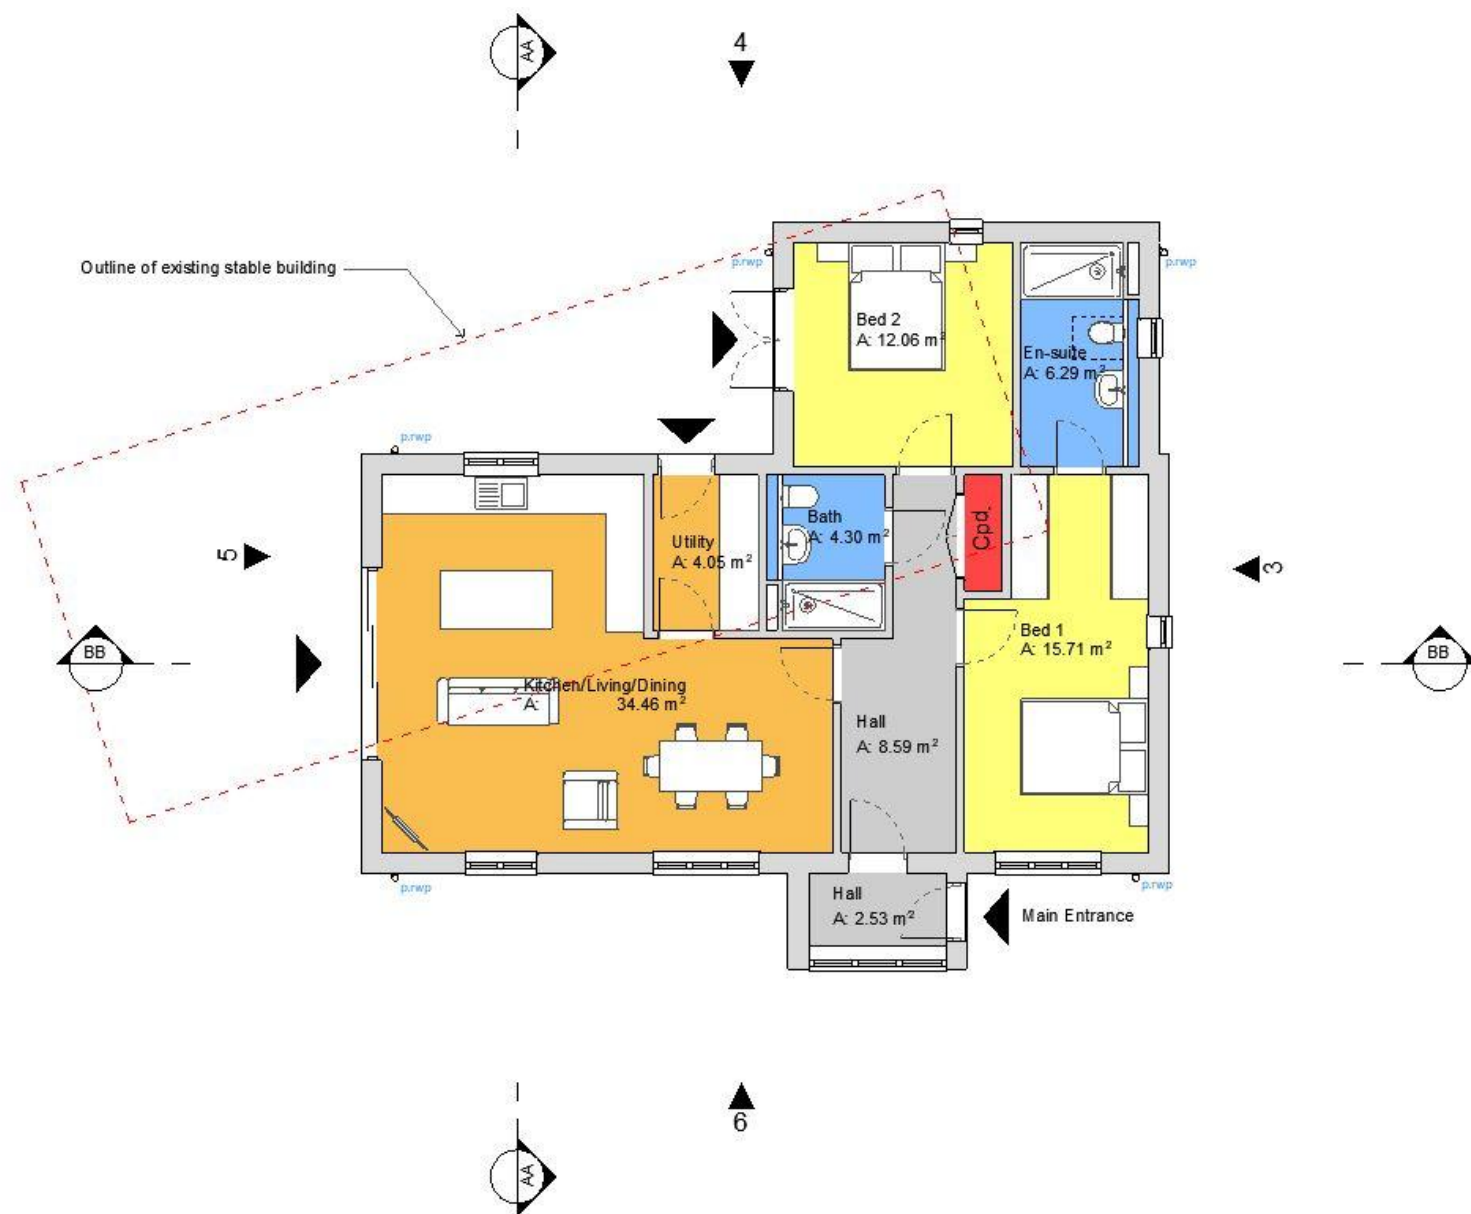 AA
4
Outline of existing stable building
p.rwp
p.rwp
Bed 2
A: 12.06 m²
En-suite
A: 6.29 m²
p.rwp
Bath
A: 4.30 m²
Cpd.
Utility
A: 4.05 m²
5
3
BB
Bed 1
A: 15.71 m²
BB
Kitchen/Living/Dining
A: 34.46 m²
Hall
A: 8.59 m²
p.rwp
p.rwp
Hall
A: 2.53 m²
Main Entrance
6
AA